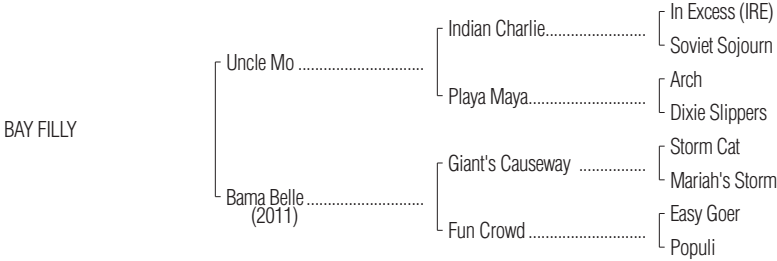 In Excess (IRE)
Indian Charlie..........................
Soviet Sojourn
Uncle Mo ..............................
Arch
Playa Maya..............................
Dixie Slippers
BAY FILLY
Storm Cat
Giant's Causeway ..................
Mariah's Storm
Bama Belle ............................
(2011)
Easy Goer
Fun Crowd ..............................
Populi